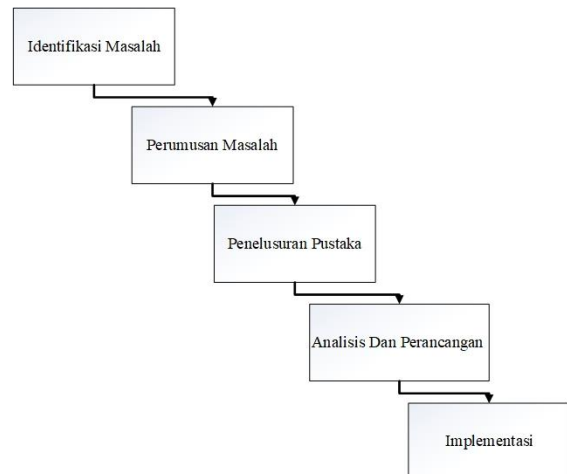 Identifikasi Masalah
Perumusan Masalah
Penelusuran Pustaka
Analisis Dan Perancangan
Implementasi